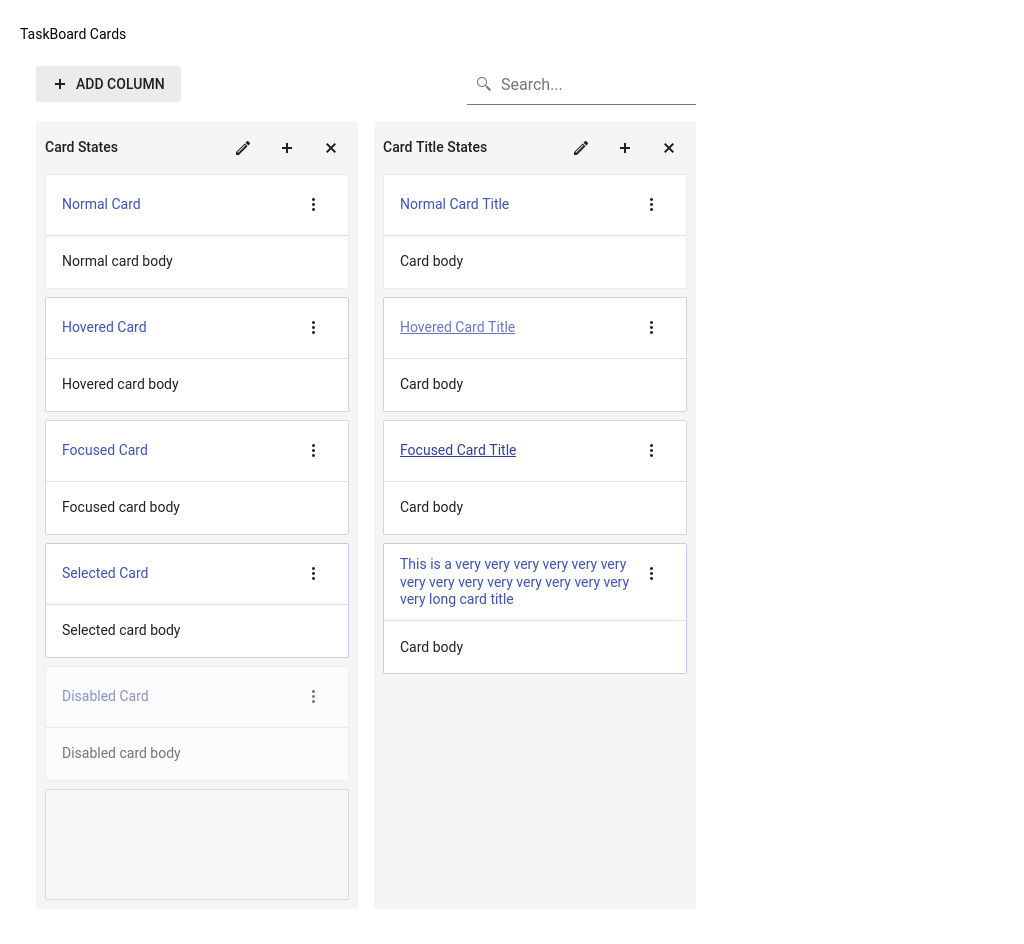 TaskBoard Cards
ADD COLUMN
Search...
Card States
Normal Card
Normal card body
Hovered Card
Hovered card body
Focused Card
Focused card body
Selected Card
Selected card body
Disabled Card
Disabled card body
Card Title States
Normal Card Title
Card body
Hovered Card Title
Card body
Focused Card Title
Card body
This is a very very very very very very
very very very very very very very very
very long card title
Card body